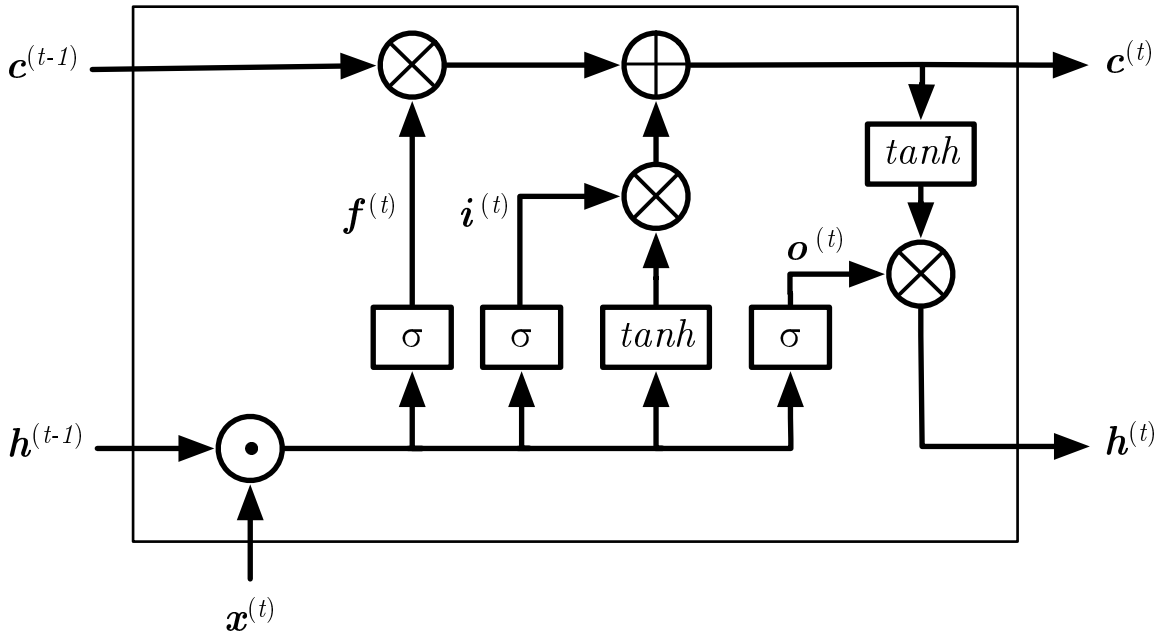 c^(t-1)
c^(t)
tanh
f^(t)
i^(t)
o^(t)
σ
σ
tanh
σ
h^(t-1)
h^(t)
x^(t)